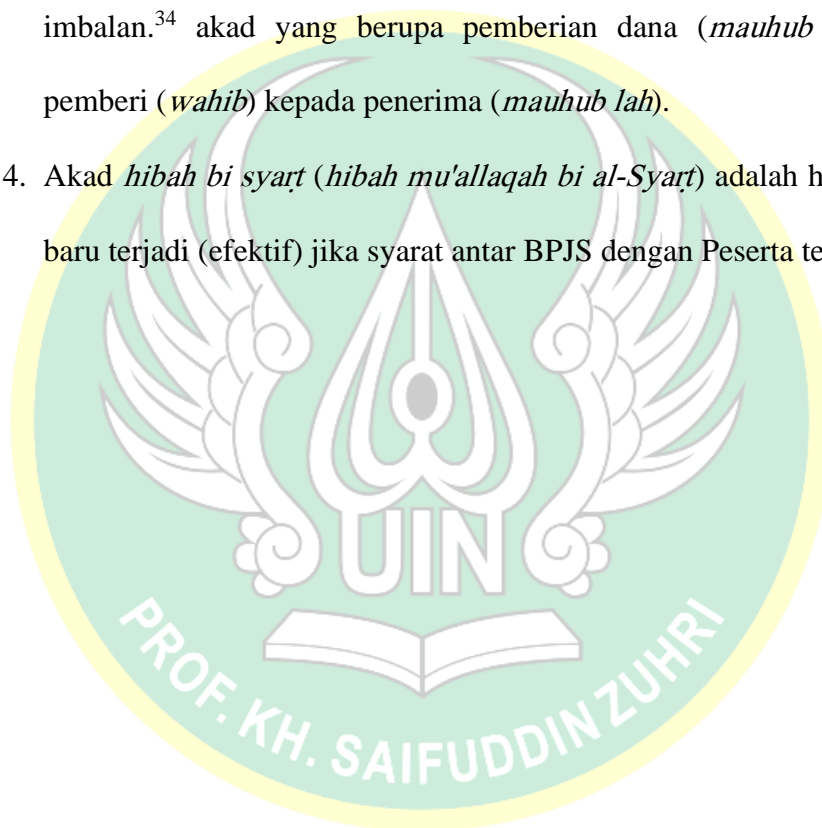 imbalan.34 akad yang berupa pemberian dana (mauhub
pemberi (wahib) kepada penerima (mauhub lah).
4. Akad hibah bi syarṭ (hibah mu'allaqah bi al-Syarṭ) adalah h
baru terjadi (efektif) jika syarat antar BPJS dengan Peserta te
UIN
PROF. KH. SAIFUDDIN ZUHRI